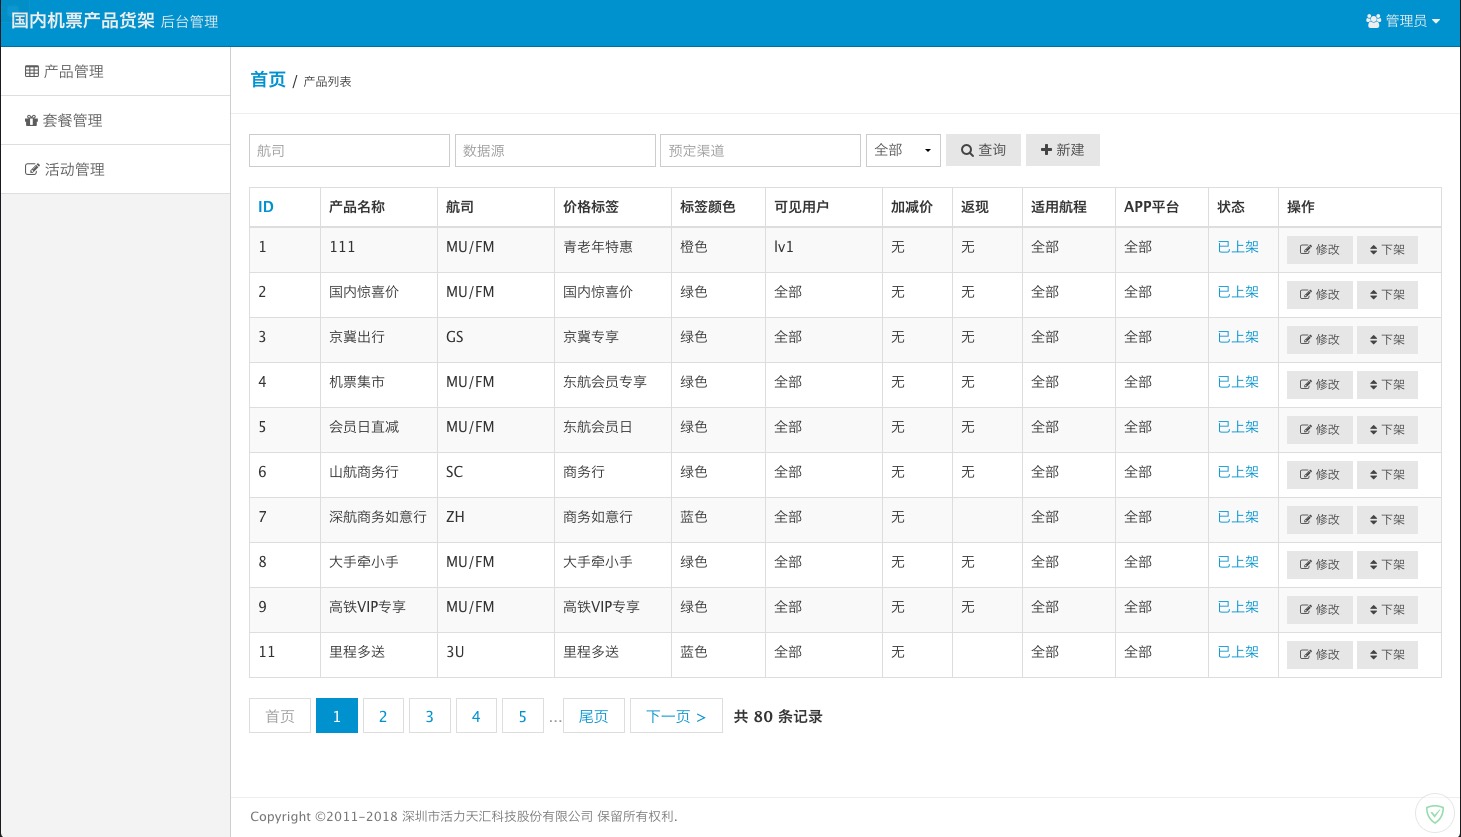 国内机票产品货架 后台管理 管理员
产品管理
套餐管理
活动管理
首页 / 产品列表
航司 数据源 预定渠道 全部 查询 新建
ID 产品名称 航司 价格标签 标签颜色 可见用户 加减价 返现 适用航程 APP平台 状态 操作
1 111 MU/FM 青老年特惠 橙色 lv1 无 无 全部 全部 已上架 修改 下架
2 国内惊喜价 MU/FM 国内惊喜价 绿色 全部 无 无 全部 全部 已上架 修改 下架
3 京冀出行 GS 京冀专享 绿色 全部 无 无 全部 全部 已上架 修改 下架
4 机票集市 MU/FM 东航会员专享 绿色 全部 无 无 全部 全部 已上架 修改 下架
5 会员日直减 MU/FM 东航会员日 绿色 全部 无 无 全部 全部 已上架 修改 下架
6 山航商务行 SC 商务行 绿色 全部 无 无 全部 全部 已上架 修改 下架
7 深航商务如意行 ZH 商务如意行 蓝色 全部 无 全部 全部 已上架 修改 下架
8 大手牵小手 MU/FM 大手牵小手 绿色 全部 无 无 全部 全部 已上架 修改 下架
9 高铁VIP专享 MU/FM 高铁VIP专享 绿色 全部 无 无 全部 全部 已上架 修改 下架
11 里程多送 3U 里程多送 蓝色 全部 无 全部 全部 已上架 修改 下架
首页 1 2 3 4 5 ... 尾页 下一页 > 共 80 条记录
Copyright ©2011-2018 深圳市活力天汇科技股份有限公司 保留所有权利.